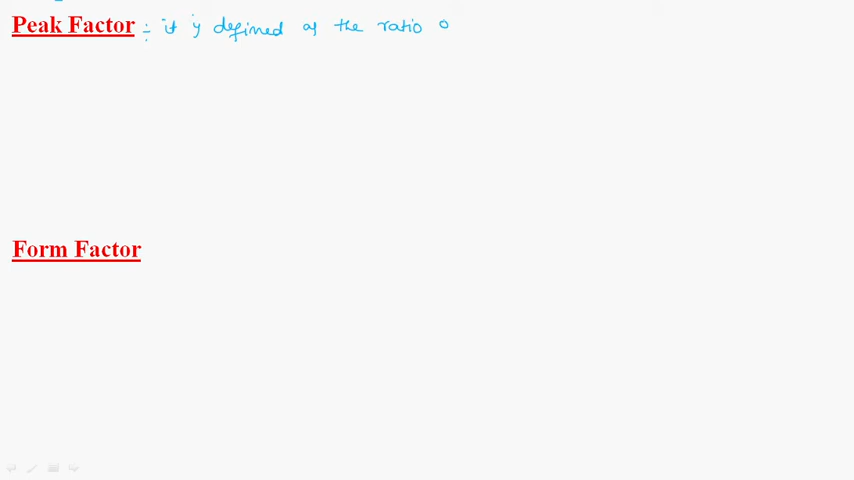 Peak Factor :- it is defined as the ratio o
Form Factor